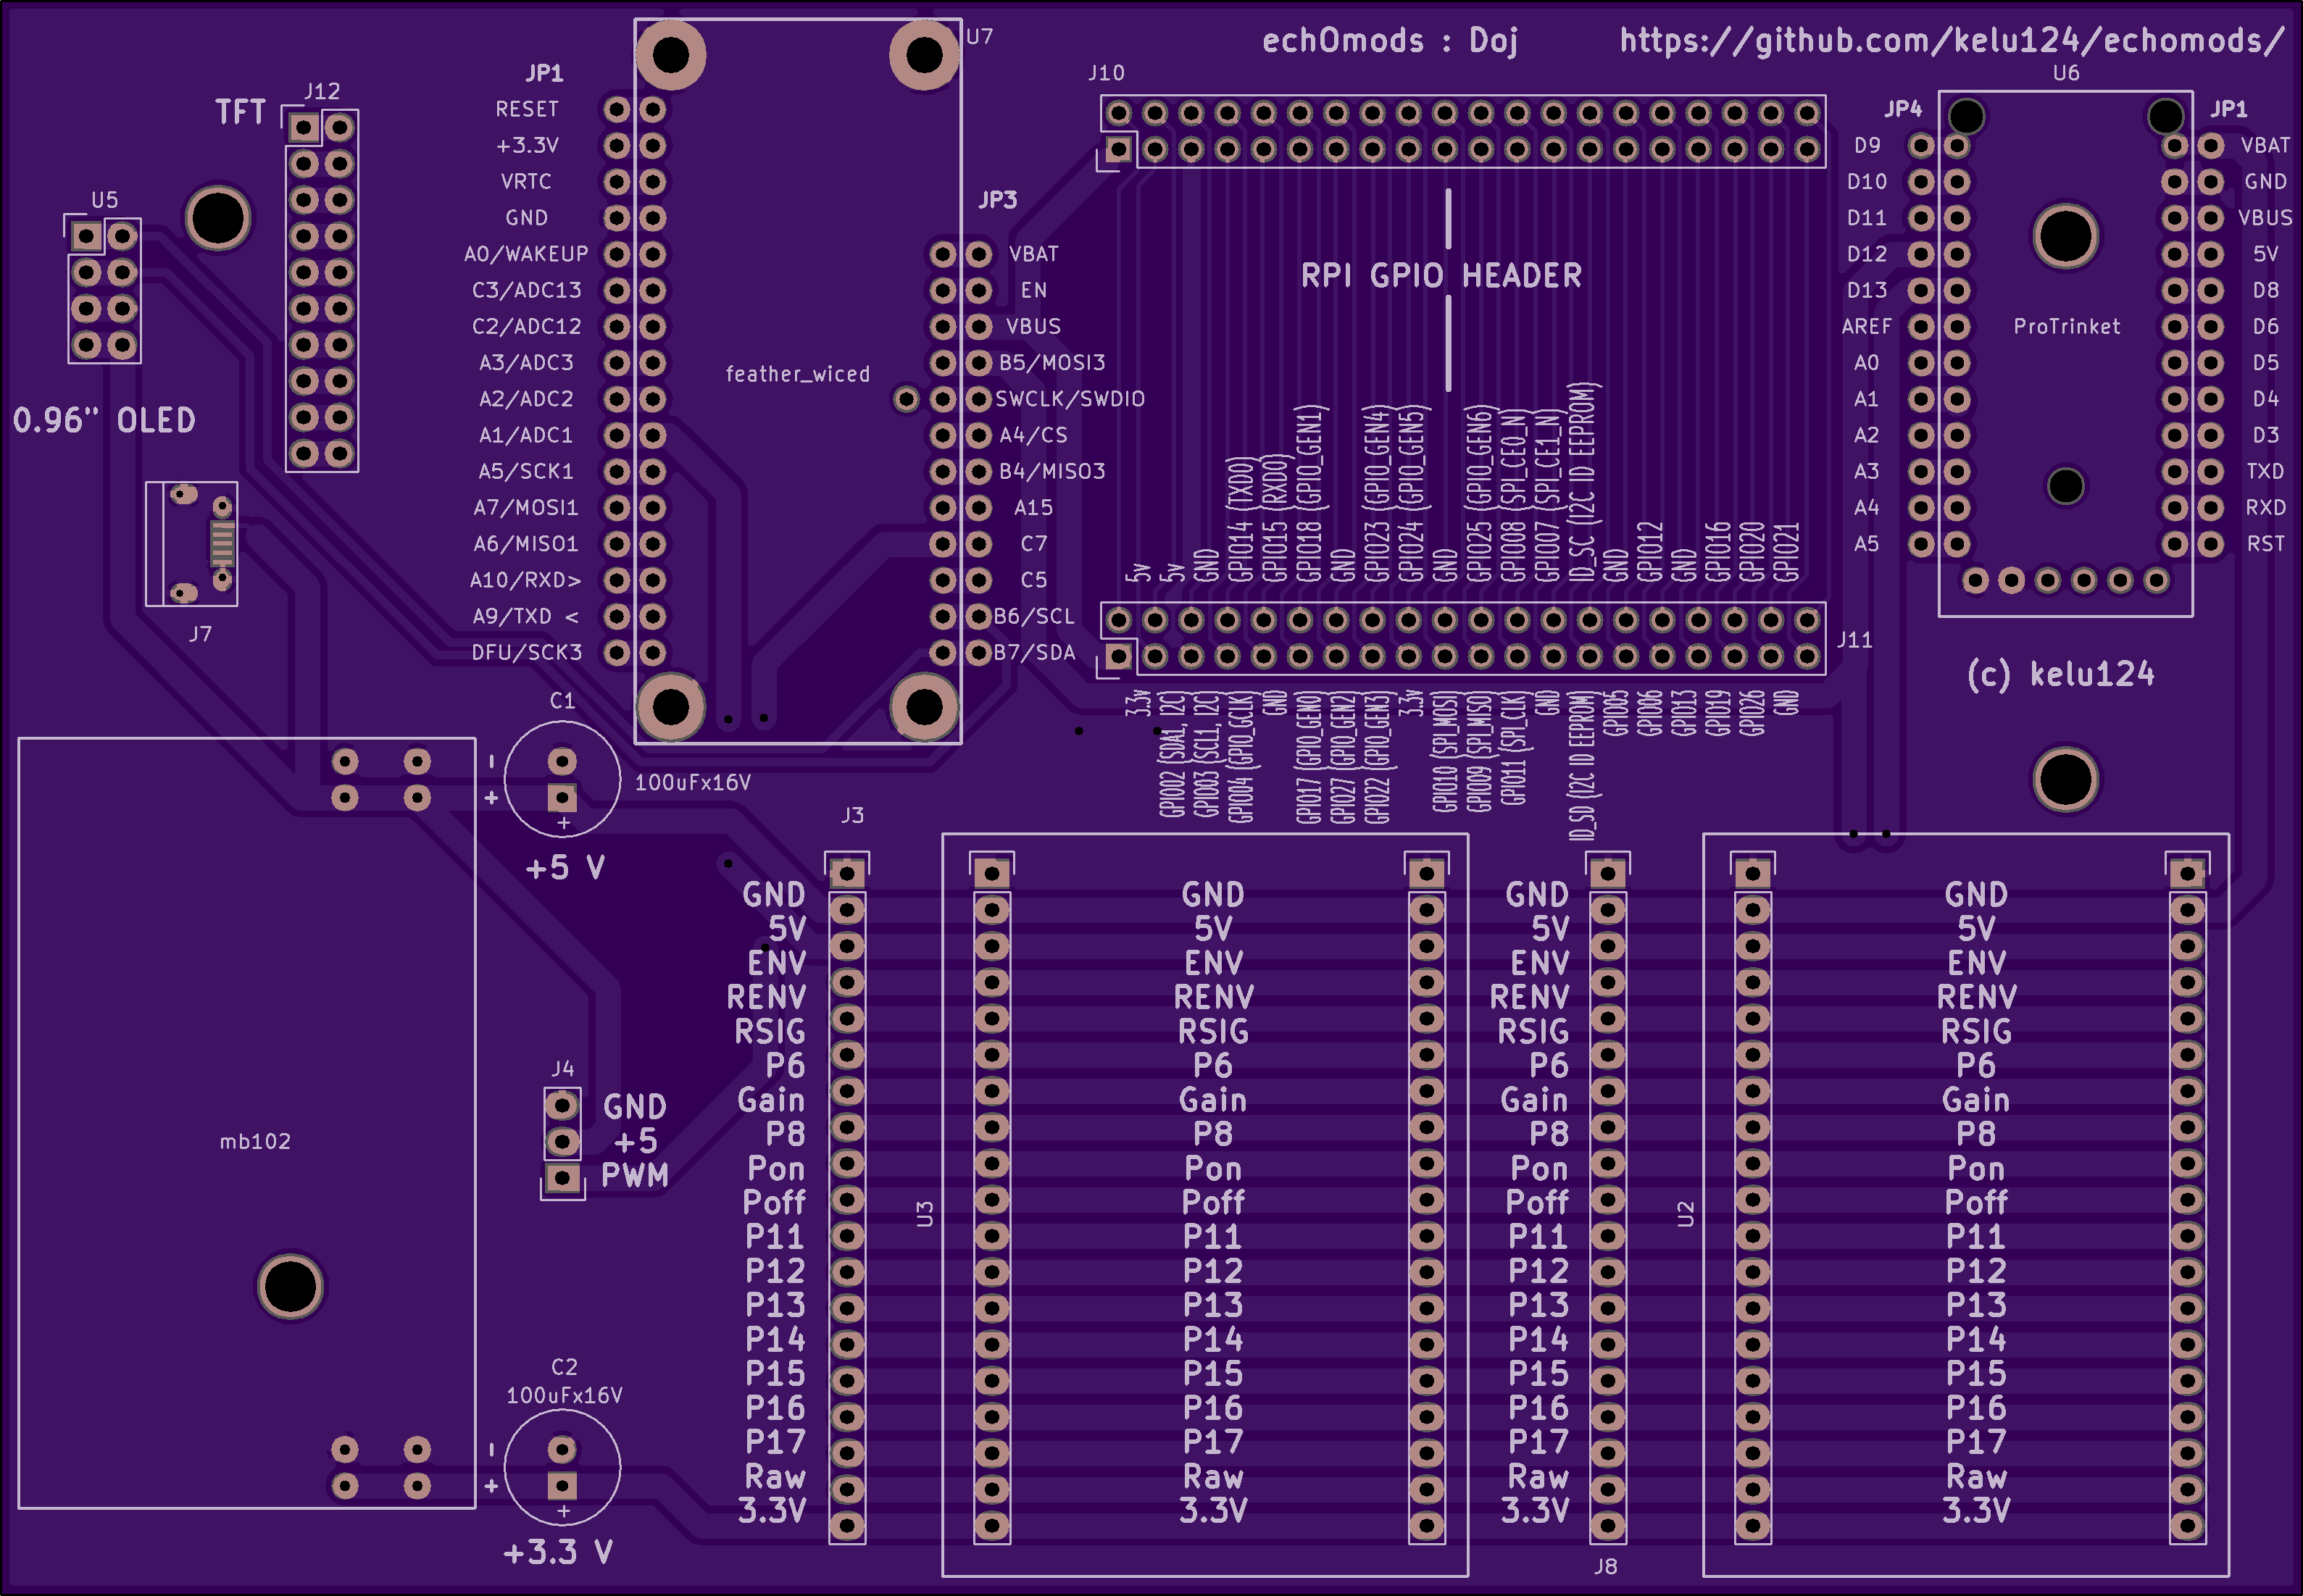 echOmods : Doj
https://github.com/kelu124/echomods/
TFT
J12
U5
0.96" OLED
J7
JP1
RESET
+3.3V
VRTC
GND
A0/WAKEUP
C3/ADC13
C2/ADC12
A3/ADC3
A2/ADC2
A1/ADC1
A5/SCK1
A7/MOSI1
A6/MISO1
A10/RXD>
A9/TXD <
DFU/SCK3
U7
feather_wiced
JP3
VBAT
EN
VBUS
B5/MOSI3
SWCLK/SWDIO
A4/CS
B4/MISO3
A15
C7
C5
B6/SCL
B7/SDA
J10
RPI GPIO HEADER
5v
5v
GND
GPIO14 (TXD0)
GPIO15 (RXD0)
GPIO18 (GPIO_GEN1)
GND
GPIO23 (GPIO_GEN4)
GPIO24 (GPIO_GEN5)
GND
GPIO25 (GPIO_GEN6)
GPIO08 (SPI_CE0_N)
GPIO07 (SPI_CE1_N)
ID_SC (I2C ID EEPROM)
GND
GPIO12
GND
GPIO16
GPIO20
GPIO21
J11
3.3v
GPIO02 (SDA1, I2C)
GPIO03 (SCL1, I2C)
GPIO04 (GPIO_GCLK)
GND
GPIO17 (GPIO_GEN0)
GPIO27 (GPIO_GEN2)
GPIO22 (GPIO_GEN3)
3.3v
GPIO10 (SPI_MOSI)
GPIO09 (SPI_MISO)
GPIO11 (SPI_CLK)
GND
ID_SD (I2C ID EEPROM)
GPIO05
GPIO06
GPIO13
GPIO19
GPIO26
GND
U6
JP4
D9
D10
D11
D12
D13
AREF
A0
A1
A2
A3
A4
A5
ProTrinket
JP1
VBAT
GND
VBUS
5V
D8
D6
D5
D4
D3
TXD
RXD
RST
(c) kelu124
C1
100uFx16V
-
+
+
+5 V
mb102
J4
GND
+5
PWM
C2
100uFx16V
-
+
+
+3.3 V
J3
GND
5V
ENV
RENV
RSIG
P6
Gain
P8
Pon
Poff
P11
P12
P13
P14
P15
P16
P17
Raw
3.3V
U3
GND
5V
ENV
RENV
RSIG
P6
Gain
P8
Pon
Poff
P11
P12
P13
P14
P15
P16
P17
Raw
3.3V
GND
5V
ENV
RENV
RSIG
P6
Gain
P8
Pon
Poff
P11
P12
P13
P14
P15
P16
P17
Raw
3.3V
J8
U2
GND
5V
ENV
RENV
RSIG
P6
Gain
P8
Pon
Poff
P11
P12
P13
P14
P15
P16
P17
Raw
3.3V